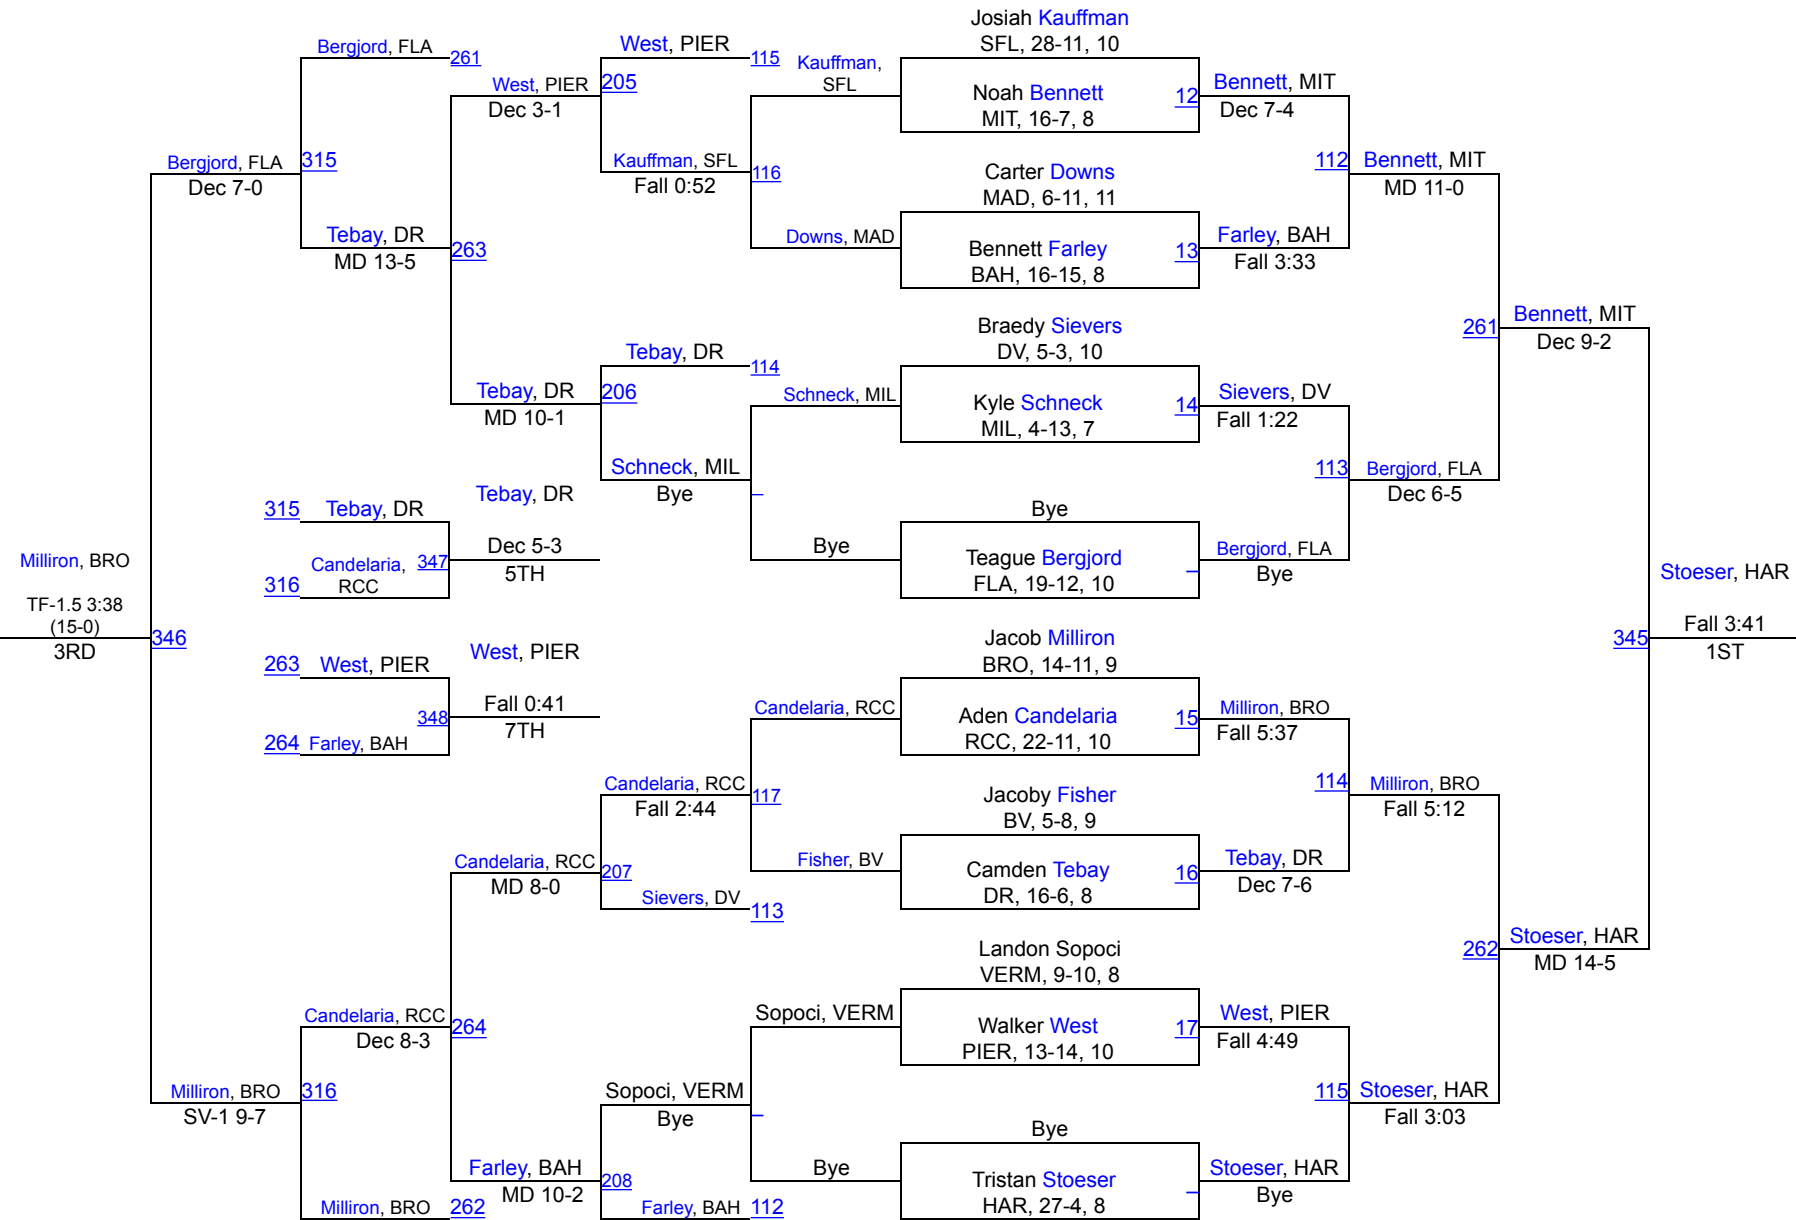 Josiah Kauffman
SFL, 28-11, 10
Bergjord, FLA
261
West, PIER
115
Kauffman,
SFL
West, PIER
205
Dec 3-1
Noah Bennett
MIT, 16-7, 8
12
Bennett, MIT
Dec 7-4
Bergjord, FLA
315
Dec 7-0
Kauffman, SFL
116
Fall 0:52
Carter Downs
MAD, 6-11, 11
112
Bennett, MIT
MD 11-0
Tebay, DR
263
MD 13-5
Downs, MAD
Bennett Farley
BAH, 16-15, 8
13
Farley, BAH
Fall 3:33
Braedy Sievers
DV, 5-3, 10
261
Bennett, MIT
Dec 9-2
Tebay, DR
114
Tebay, DR
206
MD 10-1
Schneck, MIL
Kyle Schneck
MIL, 4-13, 7
14
Sievers, DV
Fall 1:22
Schneck, MIL
Bye
113
Bergjord, FLA
Dec 6-5
315
Tebay, DR
Tebay, DR
Bye
Milliron, BRO
Candelaria,
RCC
347
316
Dec 5-3
5TH
Bye
Teague Bergjord
FLA, 19-12, 10
Bergjord, FLA
Bye
Stoeser, HAR
TF-1.5 3:38
(15-0)
3RD
346
Jacob Milliron
BRO, 14-11, 9
345
Fall 3:41
1ST
263
West, PIER
West, PIER
348
Fall 0:41
7TH
264
Farley, BAH
Candelaria, RCC
Aden Candelaria
RCC, 22-11, 10
15
Milliron, BRO
Fall 5:37
Candelaria, RCC
117
Fall 2:44
Jacoby Fisher
BV, 5-8, 9
114
Milliron, BRO
Fall 5:12
Candelaria, RCC
207
MD 8-0
Fisher, BV
Camden Tebay
DR, 16-6, 8
16
Tebay, DR
Dec 7-6
Sievers, DV
113
Landon Sopoci
VERM, 9-10, 8
262
Stoeser, HAR
MD 14-5
Candelaria, RCC
264
Dec 8-3
Sopoci, VERM
Walker West
PIER, 13-14, 10
17
West, PIER
Fall 4:49
Milliron, BRO
316
SV-1 9-7
Sopoci, VERM
Bye
115
Stoeser, HAR
Fall 3:03
Bye
Farley, BAH
208
MD 10-2
Bye
Tristan Stoeser
HAR, 27-4, 8
Stoeser, HAR
Bye
Milliron, BRO
262
Farley, BAH
112